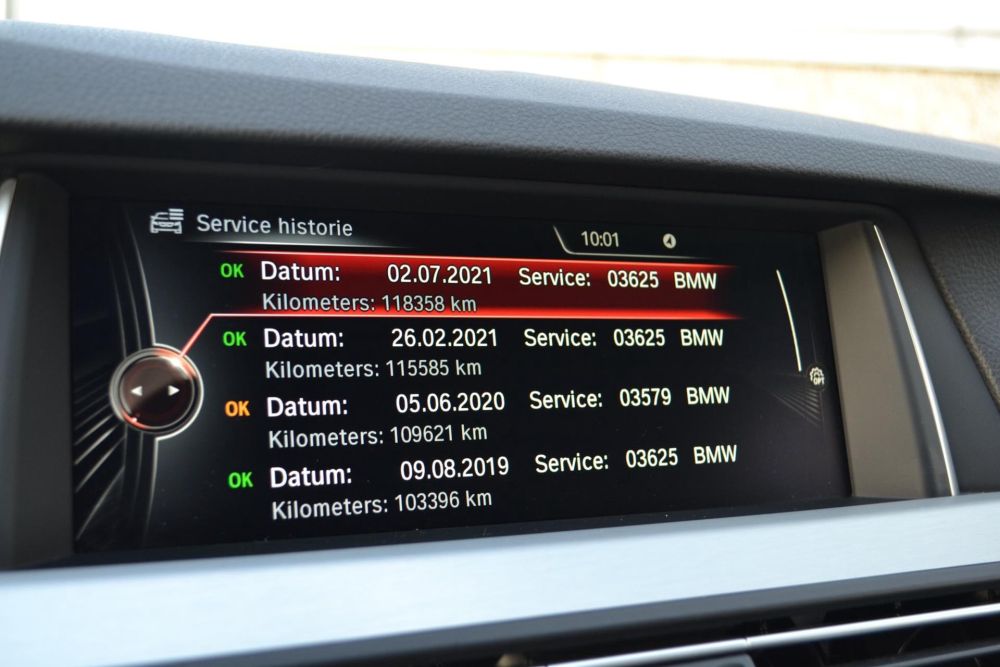 Service historie
10:01
OK Datum: 02.07.2021 Service: 03625 BMW
Kilometers: 118358 km
OK Datum: 26.02.2021 Service: 03625 BMW
Kilometers: 115585 km
OK Datum: 05.06.2020 Service: 03579 BMW
Kilometers: 109621 km
OK Datum: 09.08.2019 Service: 03625 BMW
Kilometers: 103396 km
OPT